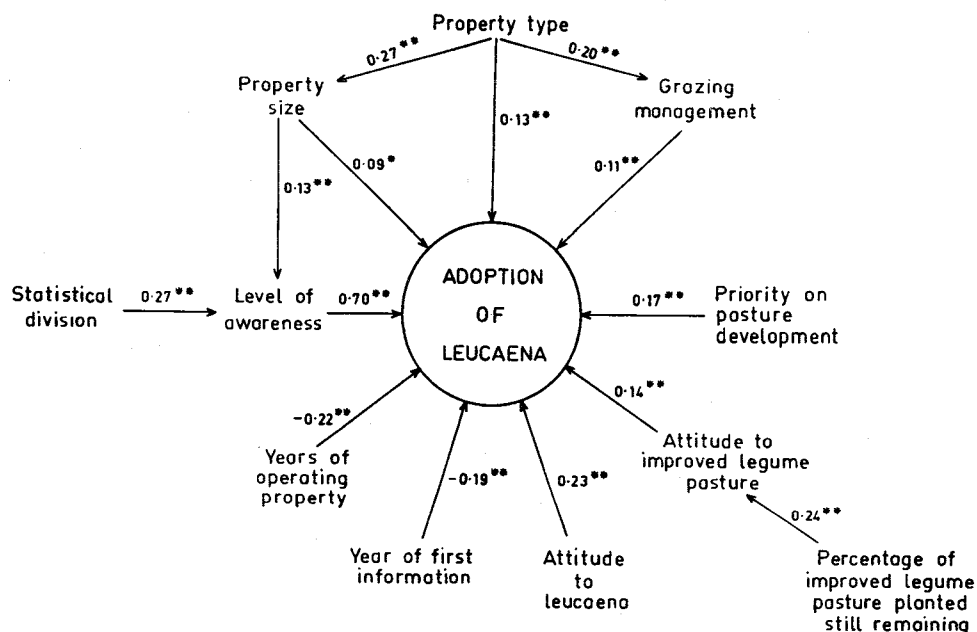 Property type
0·27**
0·20**
Property
size
Grazing
management
0·13**
0·09*
0·13**
0·11**
Statistical
division
0·27**
Level of
awareness
0·70**
ADOPTION
OF
LEUCAENA
0·17**
Priority on
pasture
development
-0·22**
Years of
operating
property
-0·19**
Year of first
information
0·23**
Attitude
to
leucaena
0·14**
Attitude to
improved legume
pasture
0·24**
Percentage of
improved legume
pasture planted
still remaining